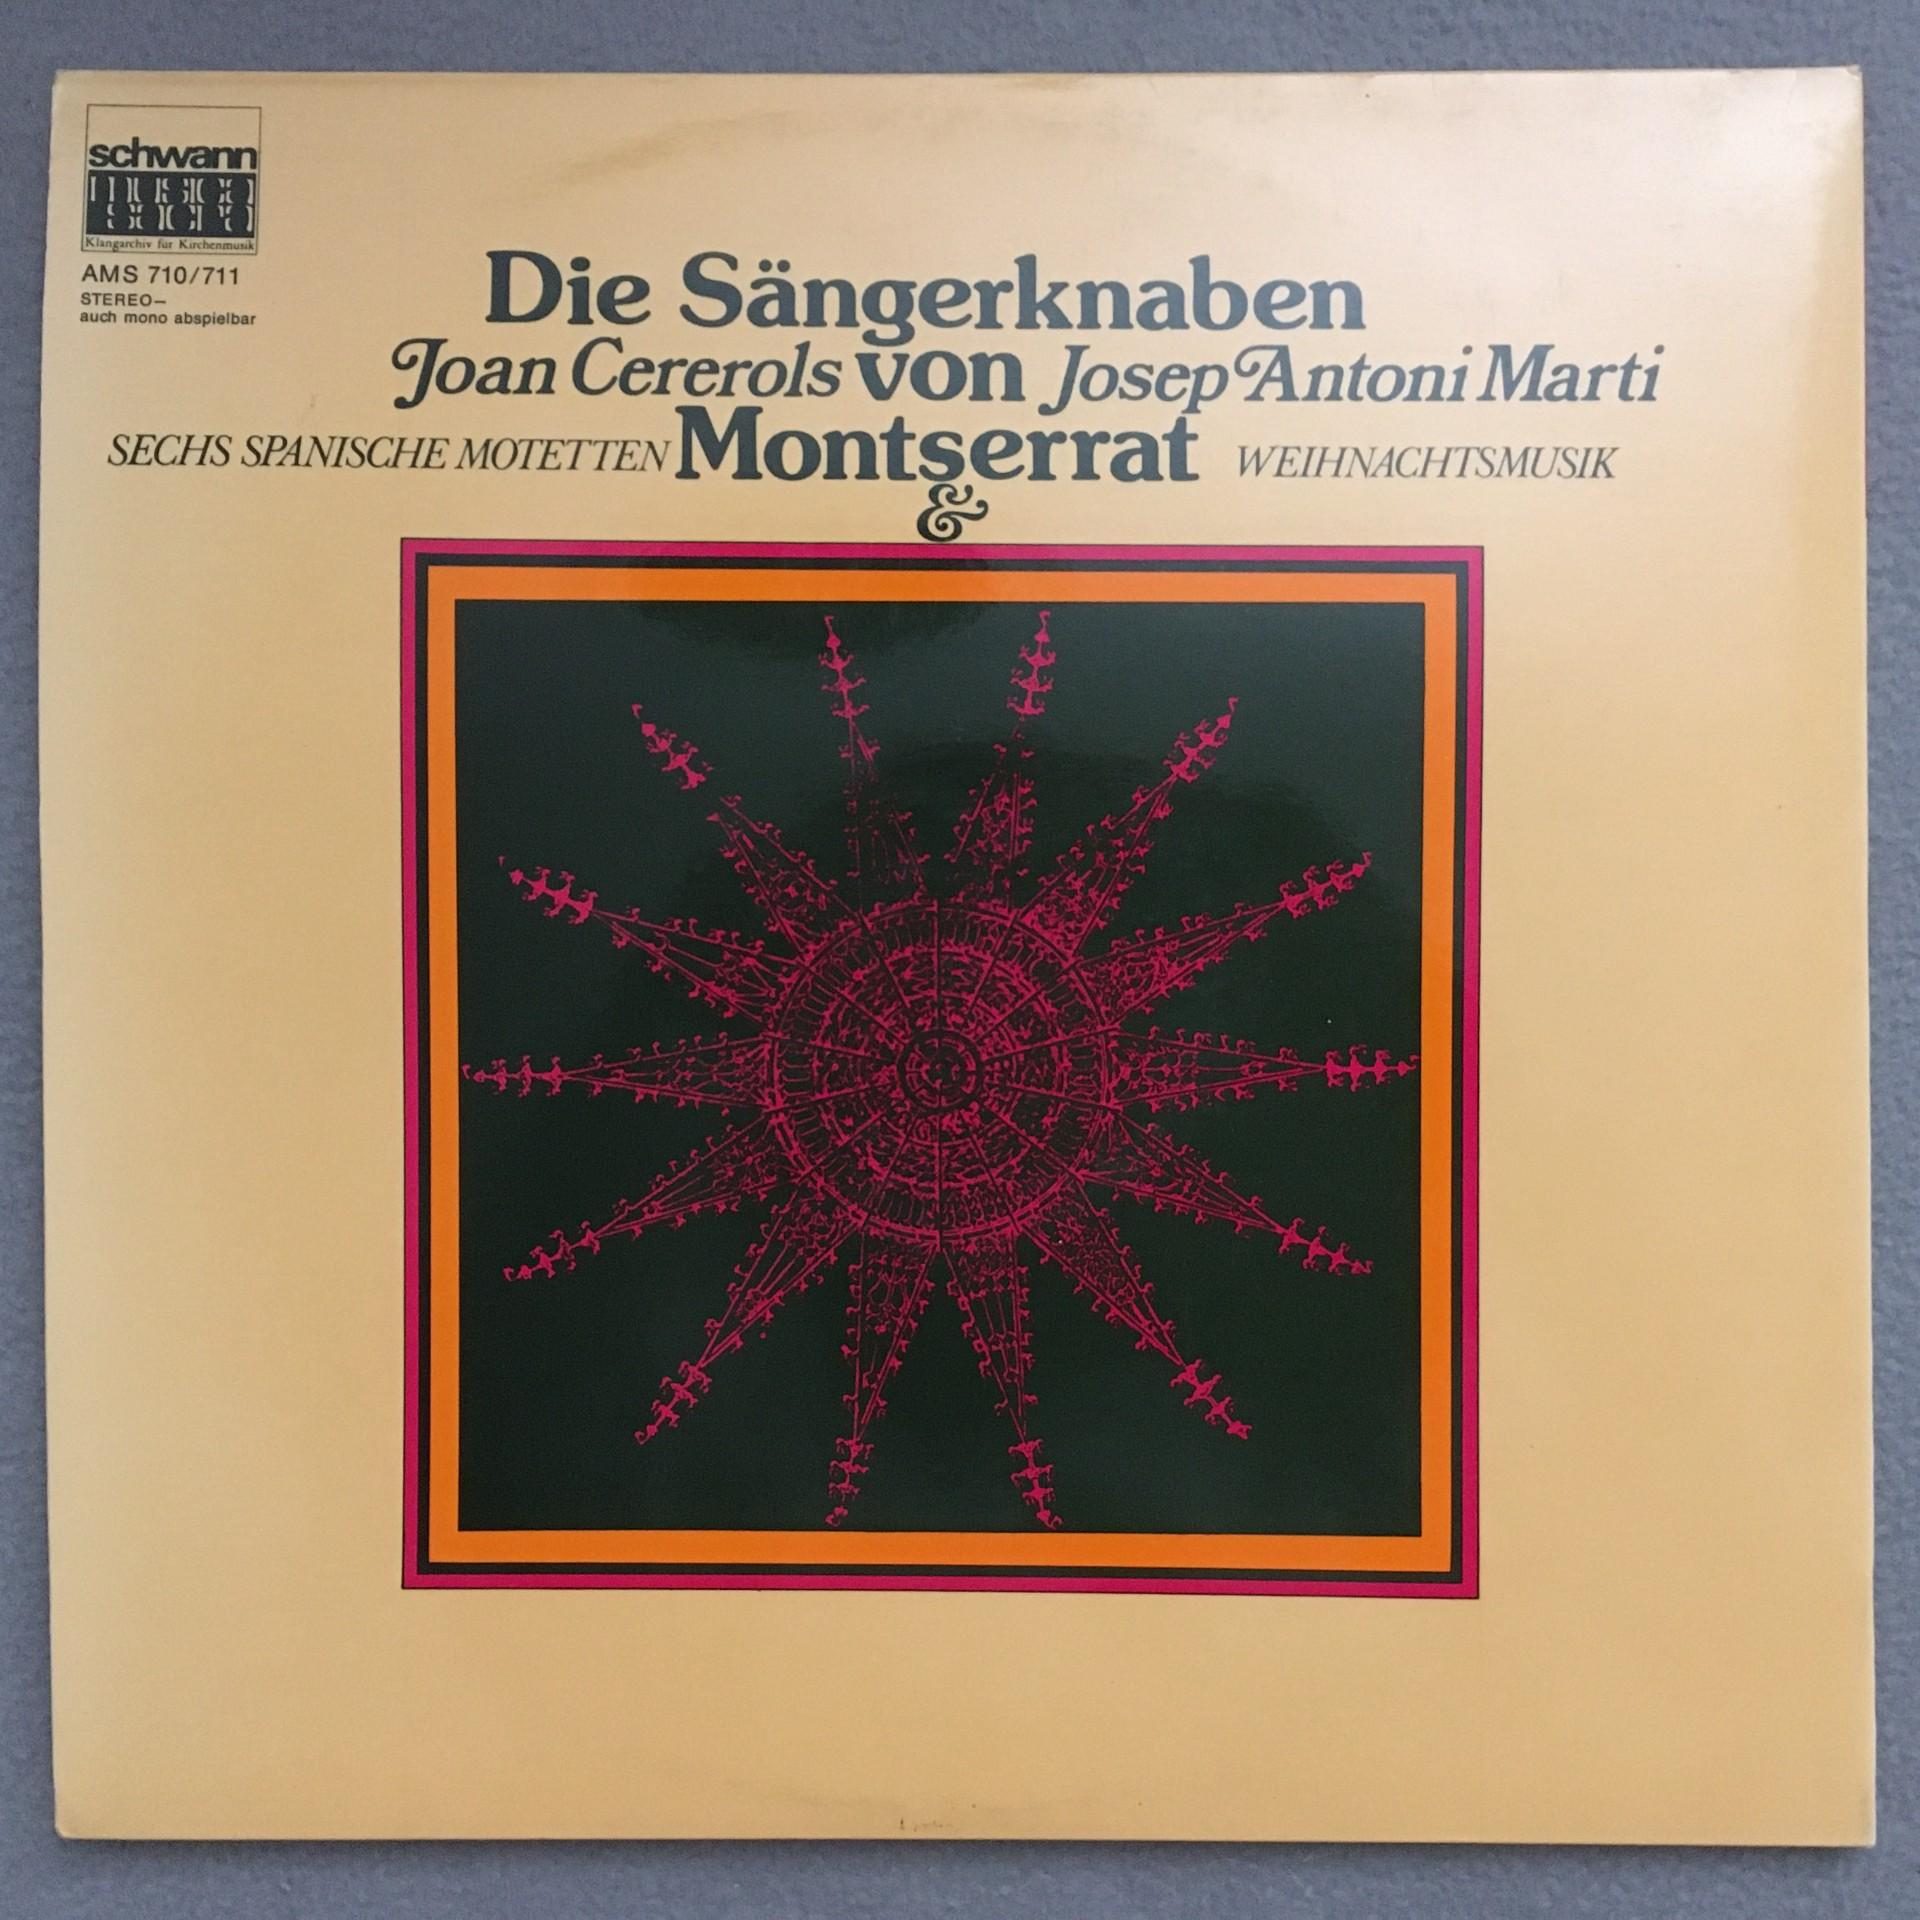 schwann
musica
sacra
Klangarchiv für Kirchenmusik
AMS 710/711
STEREO–
auch mono abspielbar
Die Sängerknaben
Joan Cererols von Josep Antoni Marti
SECHS SPANISCHE MOTETTEN Montserrat WEIHNACHTSMUSIK
&